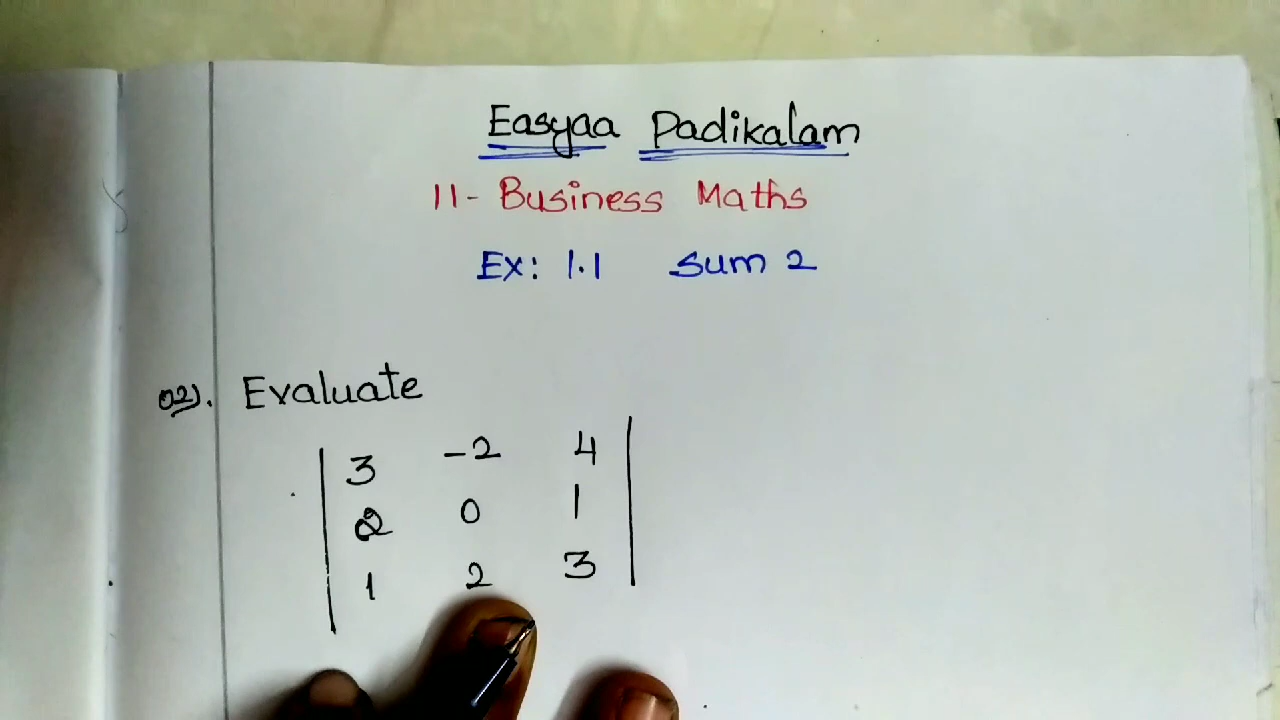 Easyaa Padikalam
11- Business Maths
Ex: 1.1 Sum 2
02). Evaluate
3 -2 4
2 0 1
1 2 3